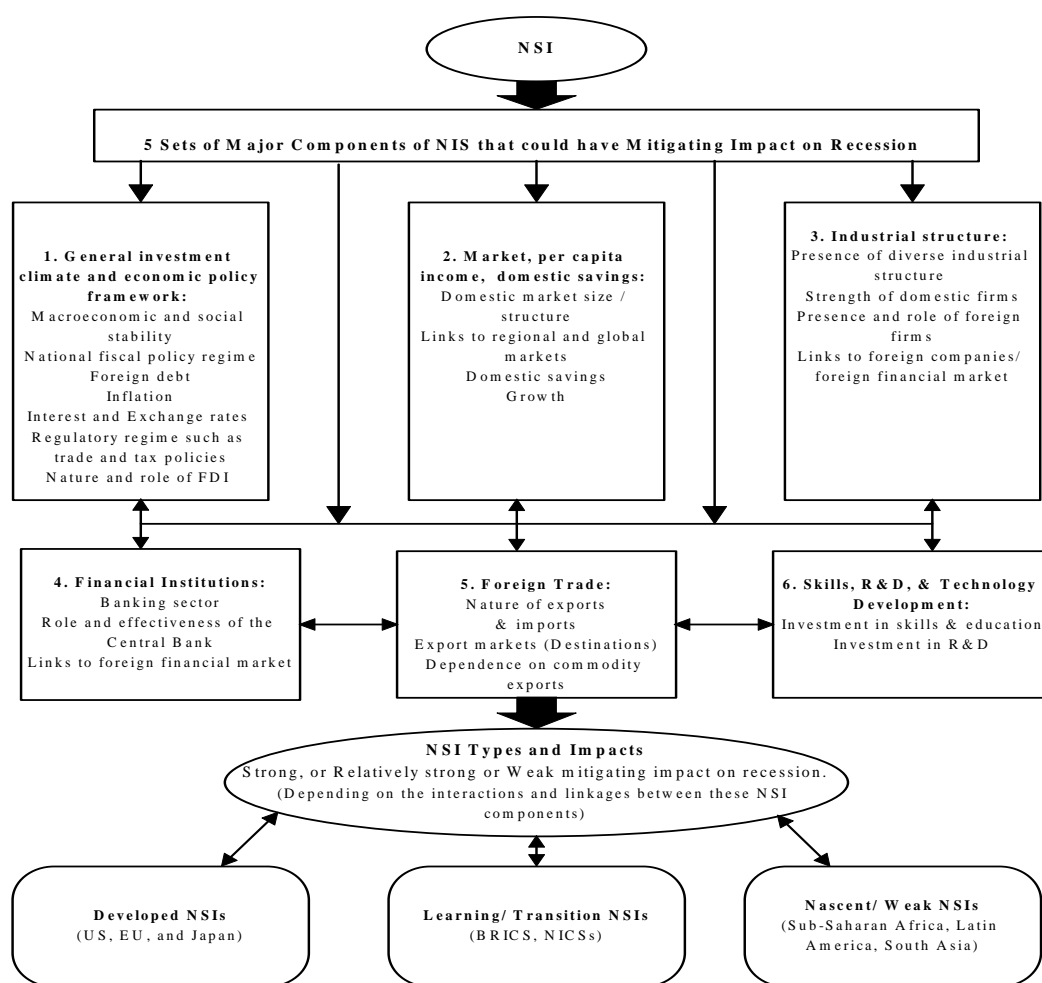 NSI
5 Sets of Major Components of NIS that could have Mitigating Impact on Recession
1. General investment
climate and economic policy
framework:
Macroeconomic and social
stability
National fiscal policy regime
Foreign debt
Inflation
Interest and Exchange rates
Regulatory regime such as
trade and tax policies
Nature and role of FDI
2. Market, per capita
income, domestic savings:
Domestic market size /
structure
Links to regional and global
markets
Domestic savings
Growth
3. Industrial structure:
Presence of diverse industrial
structure
Strength of domestic firms
Presence and role of foreign
firms
Links to foreign companies/
foreign financial market
4. Financial Institutions:
Banking sector
Role and effectiveness of the
Central Bank
Links to foreign financial market
5. Foreign Trade:
Nature of exports
& imports
Export markets (Destinations)
Dependence on commodity
exports
6. Skills, R&D, & Technology
Development:
Investment in skills & education
Investment in R&D
NSI Types and Impacts
Strong, or Relatively strong or Weak mitigating impact on recession.
(Depending on the interactions and linkages between these NSI
components)
Developed NSIs
(US, EU, and Japan)
Learning/ Transition NSIs
(BRICS, NICSs)
Nascent/ Weak NSIs
(Sub-Saharan Africa, Latin
America, South Asia)